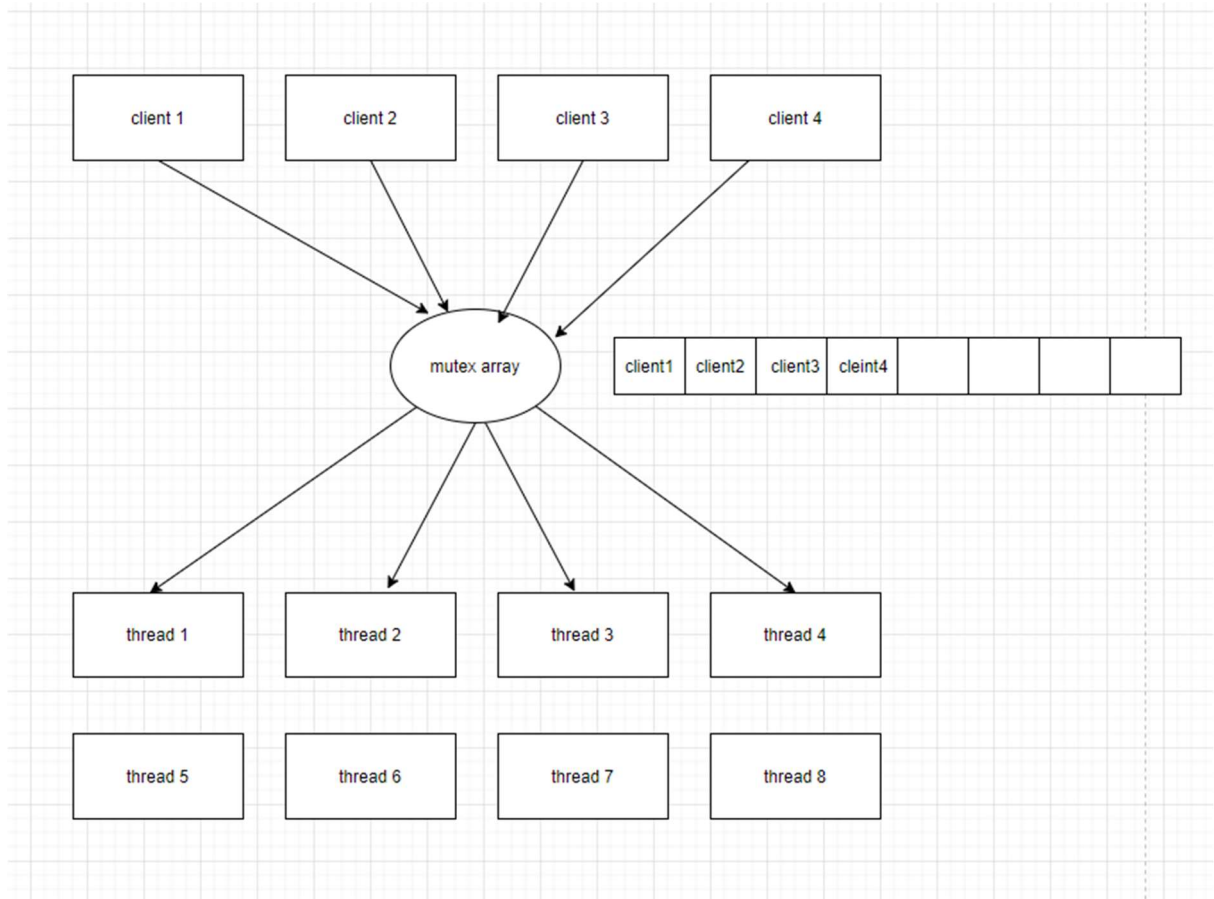 client 1
client 2
client 3
client 4
mutex array
client1
client2
client3
cleint4
thread 1
thread 2
thread 3
thread 4
thread 5
thread 6
thread 7
thread 8